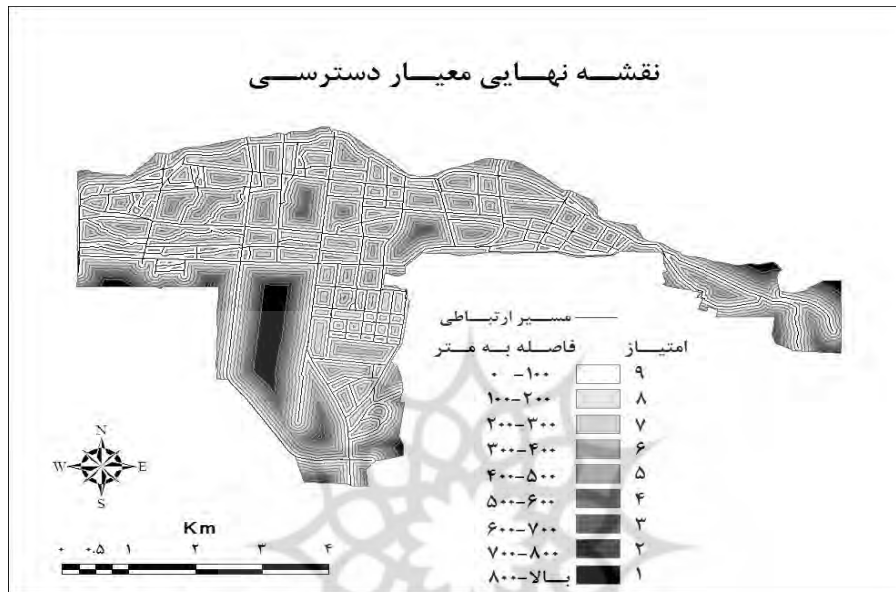 نقشه نهایی معیار دسترسی
مسیر ارتباطی
امتیاز فاصله به متر
۹ ۰ -۱۰۰
۸ ۱۰۰-۲۰۰
۷ ۲۰۰-۳۰۰
۶ ۳۰۰-۴۰۰
۵ ۴۰۰-۵۰۰
۴ ۵۰۰-۶۰۰
۳ ۶۰۰-۷۰۰
۲ ۷۰۰-۸۰۰
۱ ۸۰۰-بالا
N
W E
S
Km
۰ ۰.۵ ۱ ۲ ۳ ۴